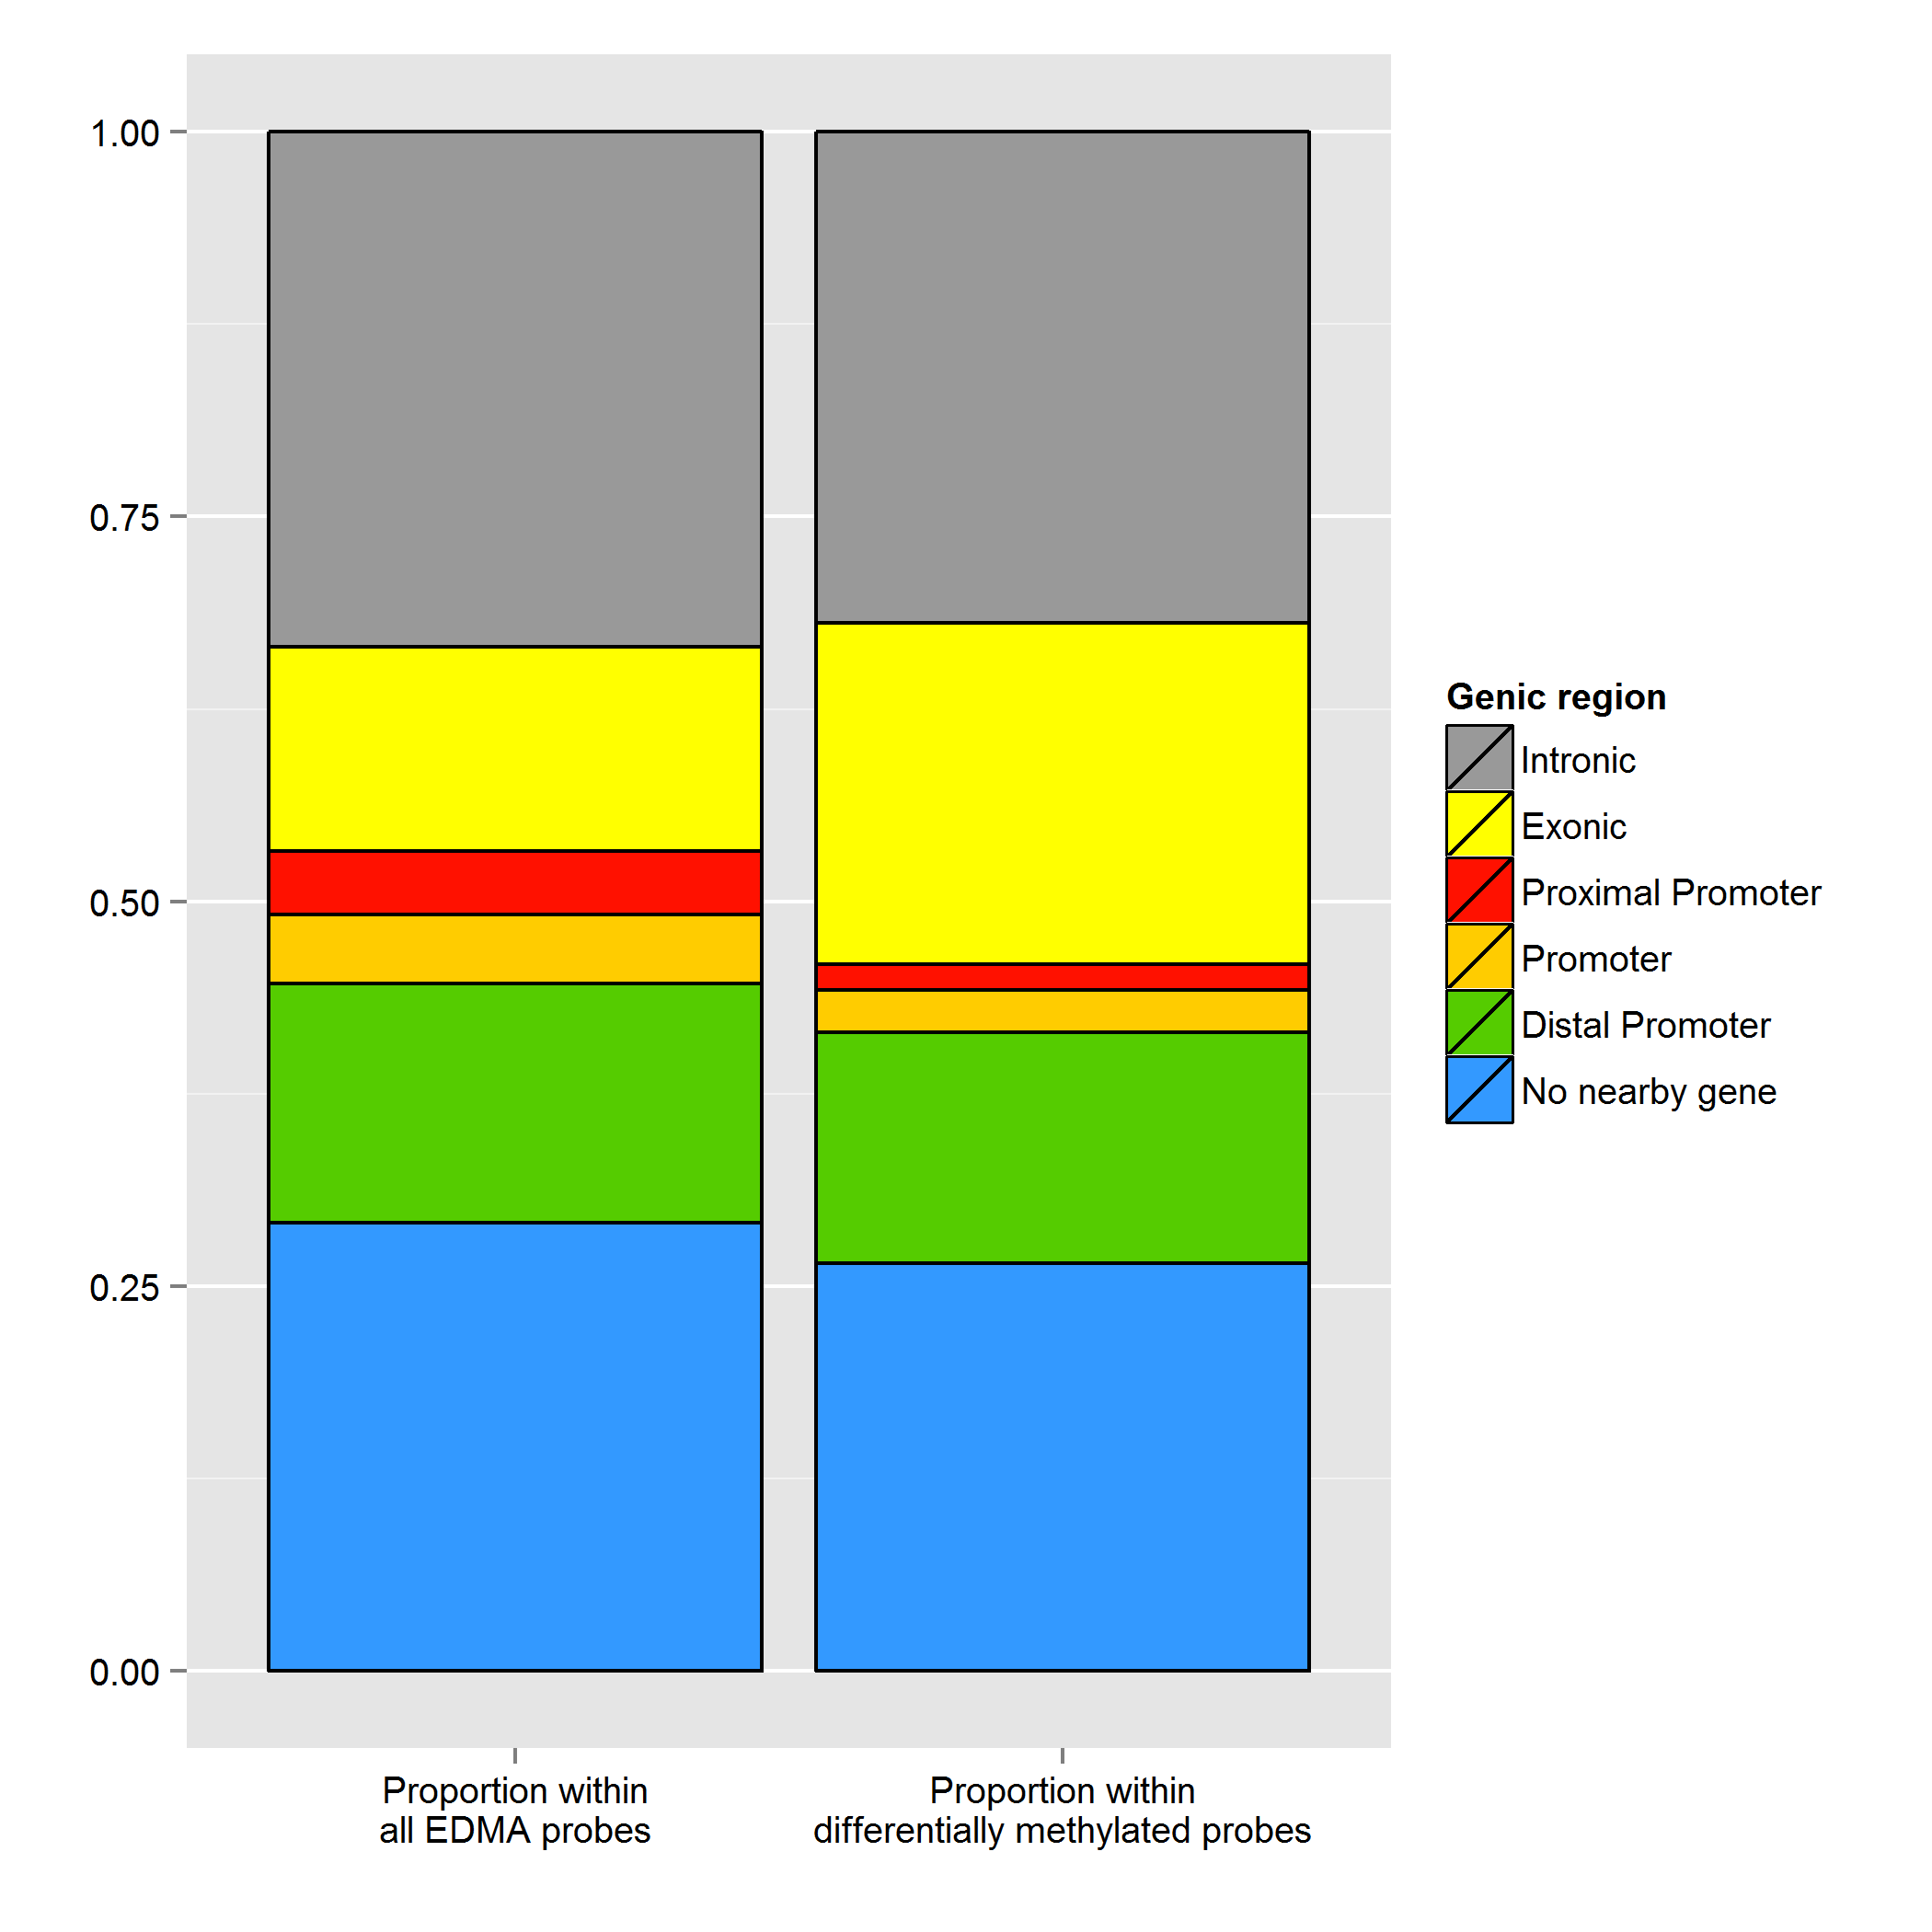 1.00
0.75
0.50
0.25
0.00
Proportion within
all EDMA probes
Proportion within
differentially methylated probes
Genic region
Intronic
Exonic
Proximal Promoter
Promoter
Distal Promoter
No nearby gene